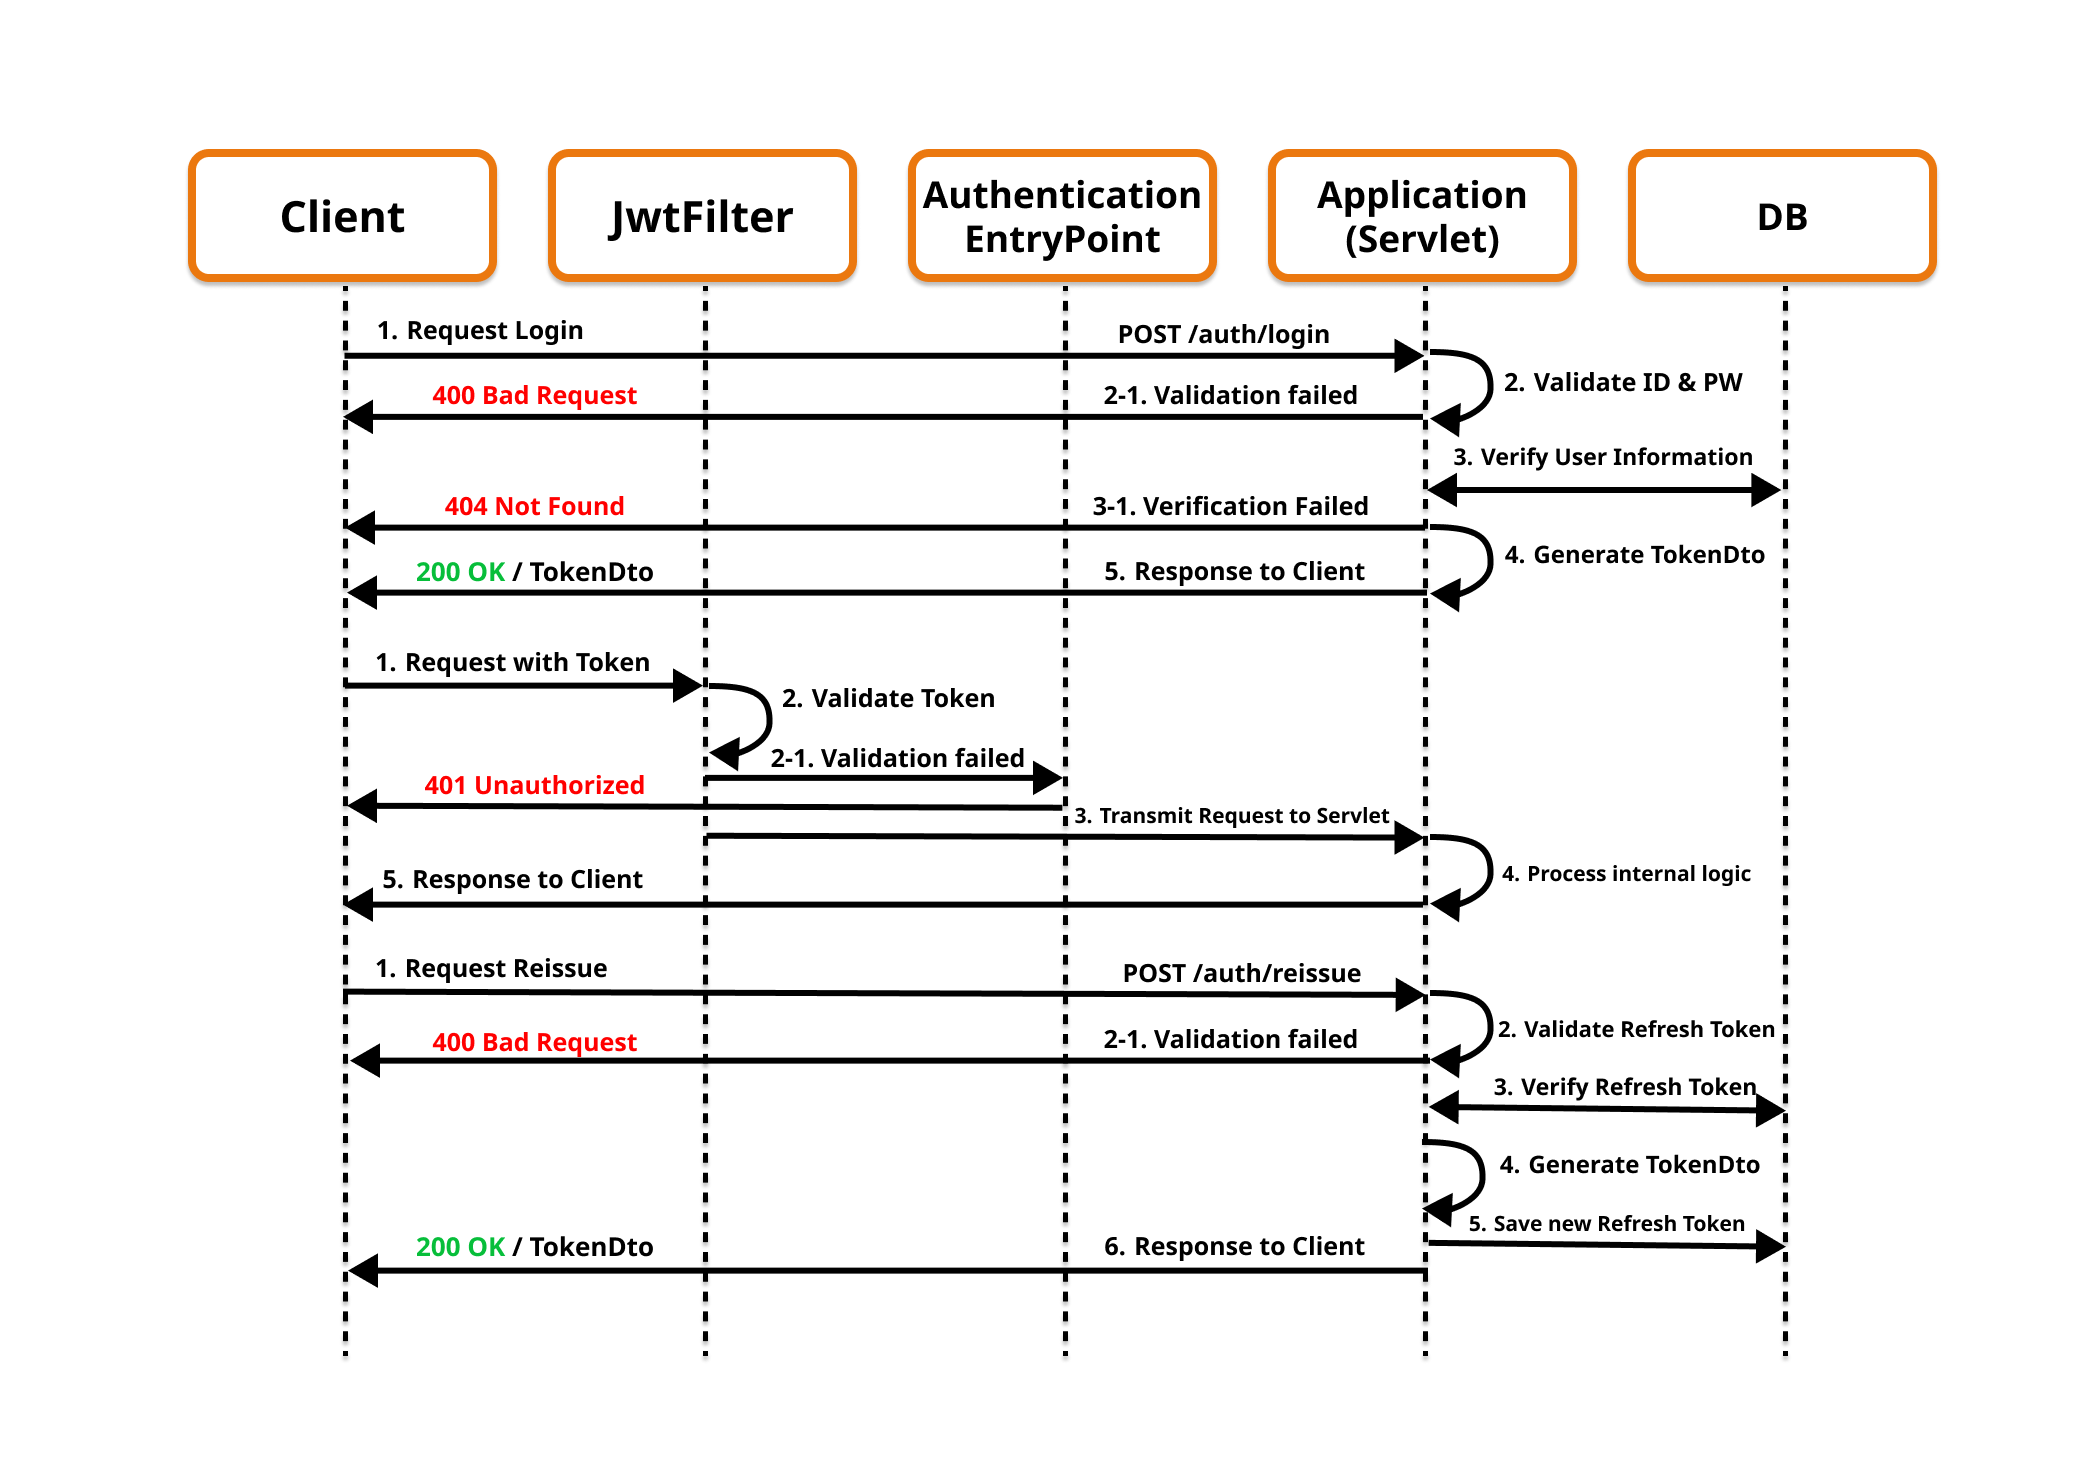 Client
JwtFilter
Authentication
EntryPoint
Application
(Servlet)
DB
1. Request Login
POST /auth/login
2. Validate ID & PW
400 Bad Request
2-1. Validation failed
3. Verify User Information
404 Not Found
3-1. Verification Failed
4. Generate TokenDto
200 OK / TokenDto
5. Response to Client
1. Request with Token
2. Validate Token
2-1. Validation failed
401 Unauthorized
3. Transmit Request to Servlet
4. Process internal logic
5. Response to Client
1. Request Reissue
POST /auth/reissue
2. Validate Refresh Token
400 Bad Request
2-1. Validation failed
3. Verify Refresh Token
4. Generate TokenDto
5. Save new Refresh Token
200 OK / TokenDto
6. Response to Client